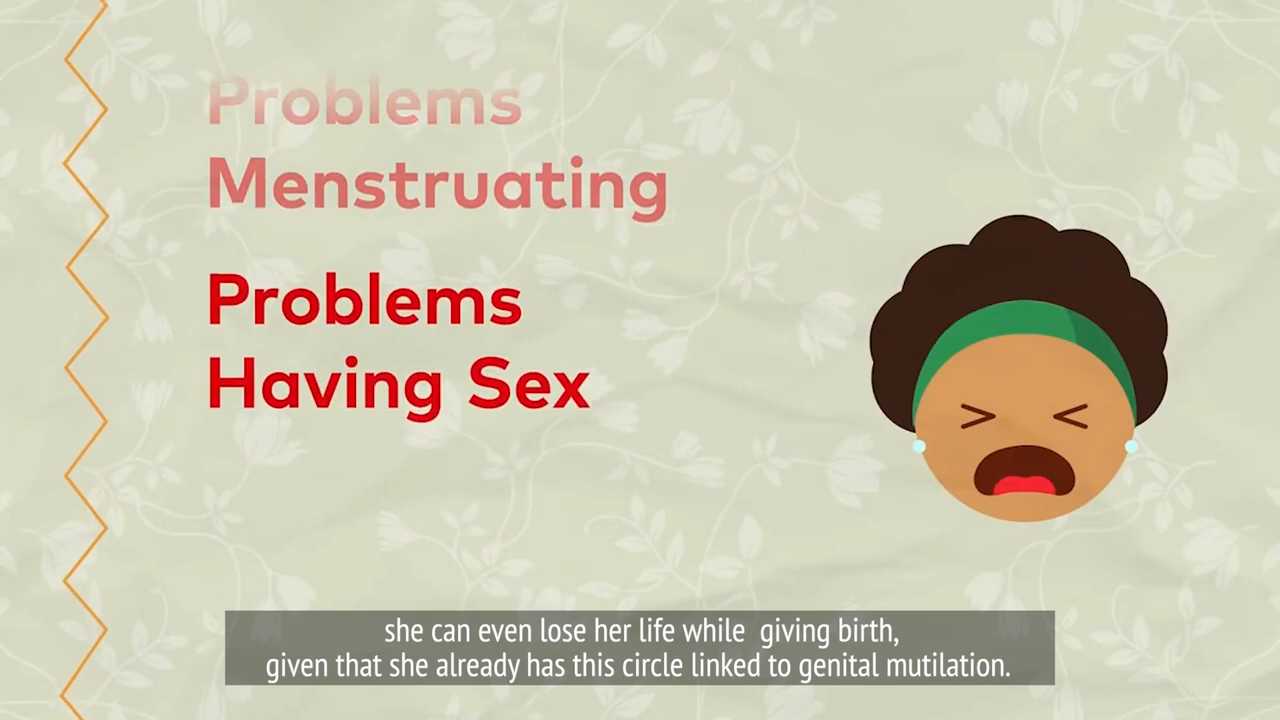 Problems
Menstruating
Problems
Having Sex
she can even lose her life while  giving birth,
given that she already has this circle linked to genital mutilation.